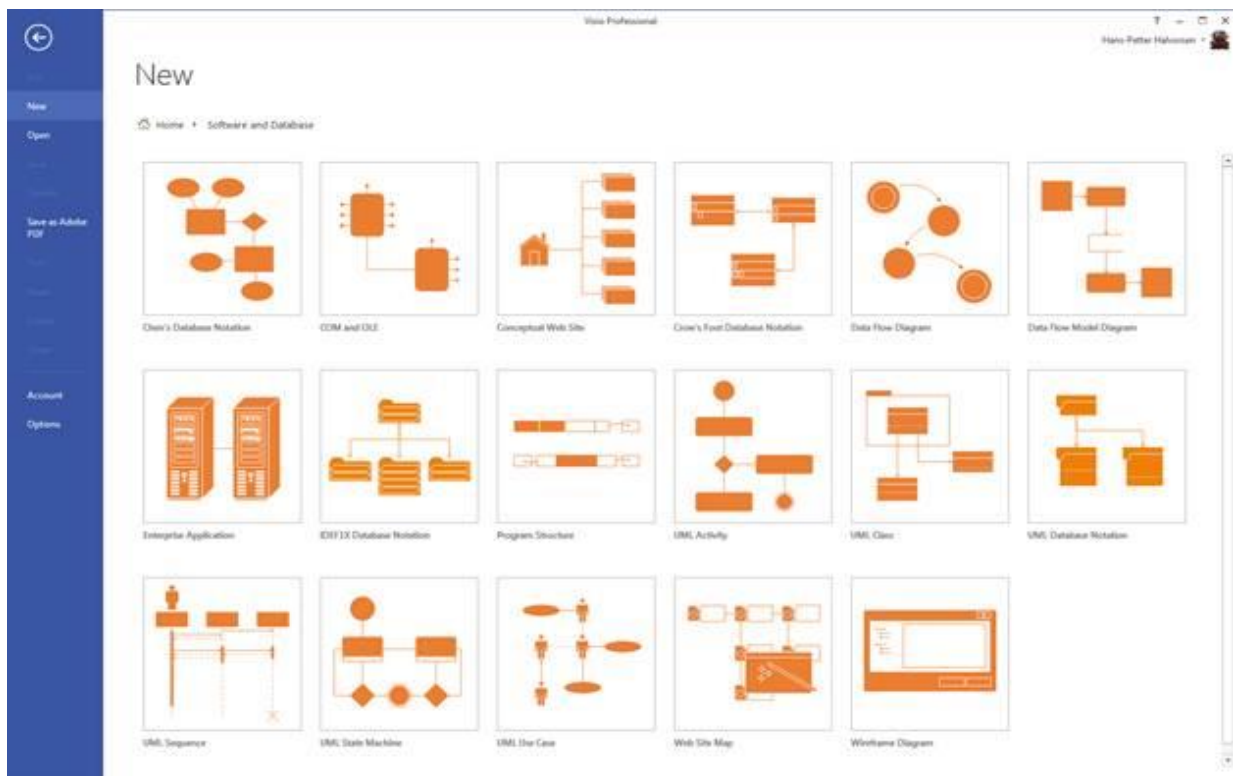 Visio Professional
? – □ X
Hans-Petter Halvorsen
New
New
Open
Save as Adobe
PDF
Account
Options
Home
Software and Database
Chen's Database Notation
COM and OLE
Conceptual Web Site
Crow's Foot Database Notation
Data Flow Diagram
Data Flow Model Diagram
Enterprise Application
IDEF1X Database Notation
Program Structure
UML Activity
UML Class
UML Database Notation
UML Sequence
UML State Machine
UML Use Case
Web Site Map
Wireframe Diagram